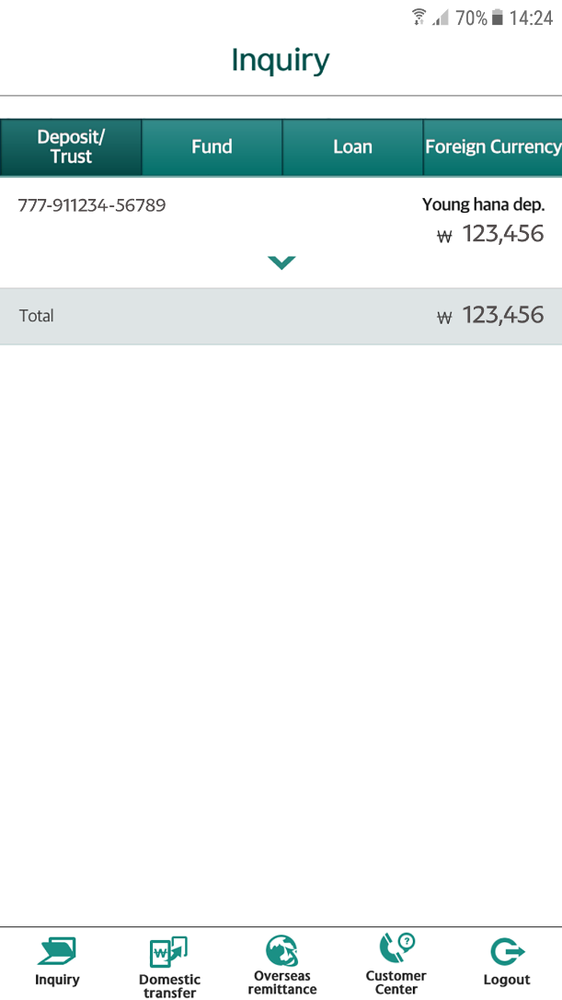 70% 14:24
Inquiry
Deposit/
Trust
Fund
Loan
Foreign Currency
777-911234-56789
Young hana dep.
₩ 123,456
Total
₩ 123,456
Inquiry
Domestic
transfer
Overseas
remittance
Customer
Center
Logout